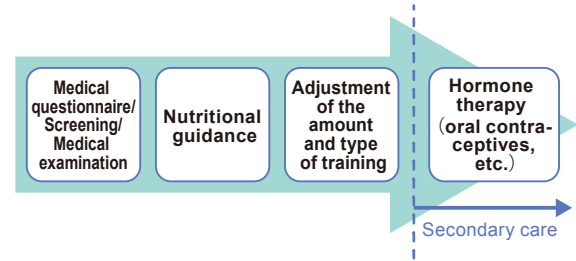 Medical
questionnaire/
Screening/
Medical
examination
Nutritional
guidance
Adjustment
of the
amount
and type
of training
Hormone
therapy
（oral contra-
ceptives,
etc.）
Secondary care